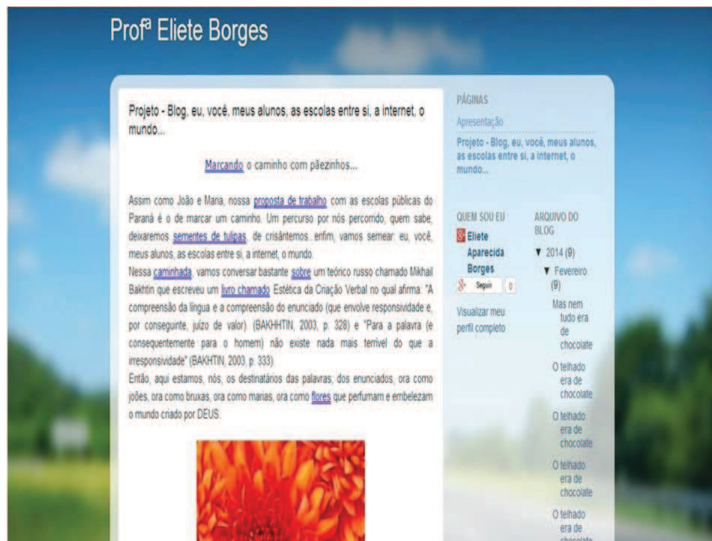 Profª Eliete Borges
Projeto - Blog, eu, você, meus alunos, as escolas entre si, a internet, o
mundo...
Marcando o caminho com pãezinhos...
Assim como João e Maria, nossa proposta de trabalho com as escolas públicas do
Paraná é o de marcar um caminho. Um percurso por nós percorrido, quem sabe,
deixaremos sementes de tulipas, de crisântemos...enfim, vamos semear: eu, você,
meus alunos, as escolas entre si, a internet, o mundo.
Nessa caminhada, vamos conversar bastante sobre um teórico russo chamado Mikhail
Bakhtin que escreveu um livro chamado Estética da Criação Verbal no qual afirma: "A
compreensão da língua e a compreensão do enunciado (que envolve responsividade e,
por conseguinte, juízo de valor). (BAKHHTIN, 2003, p. 328) e "Para a palavra (e
consequentemente para o homem) não existe nada mais terrível do que a
irresponsividade" (BAKHTIN, 2003, p. 333).
Então, aqui estamos, nós, os destinatários das palavras, dos enunciados, ora como
joões, ora como bruxas, ora como marias, ora como flores que perfumam e embelezam
o mundo criado por DEUS.
PÁGINAS
Apresentação
Projeto - Blog, eu, você, meus alunos,
as escolas entre si, a internet, o
mundo...
QUEM SOU EU
Eliete
Aparecida
Borges
Seguir 0
Visualizar meu
perfil completo
ARQUIVO DO
BLOG
▼ 2014 (9)
▼ Fevereiro
(9)
Mas nem
tudo era
de
chocolate
O telhado
era de
chocolate
O telhado
era de
chocolate
O telhado
era de
chocolate
O telhado
era de
chocolate